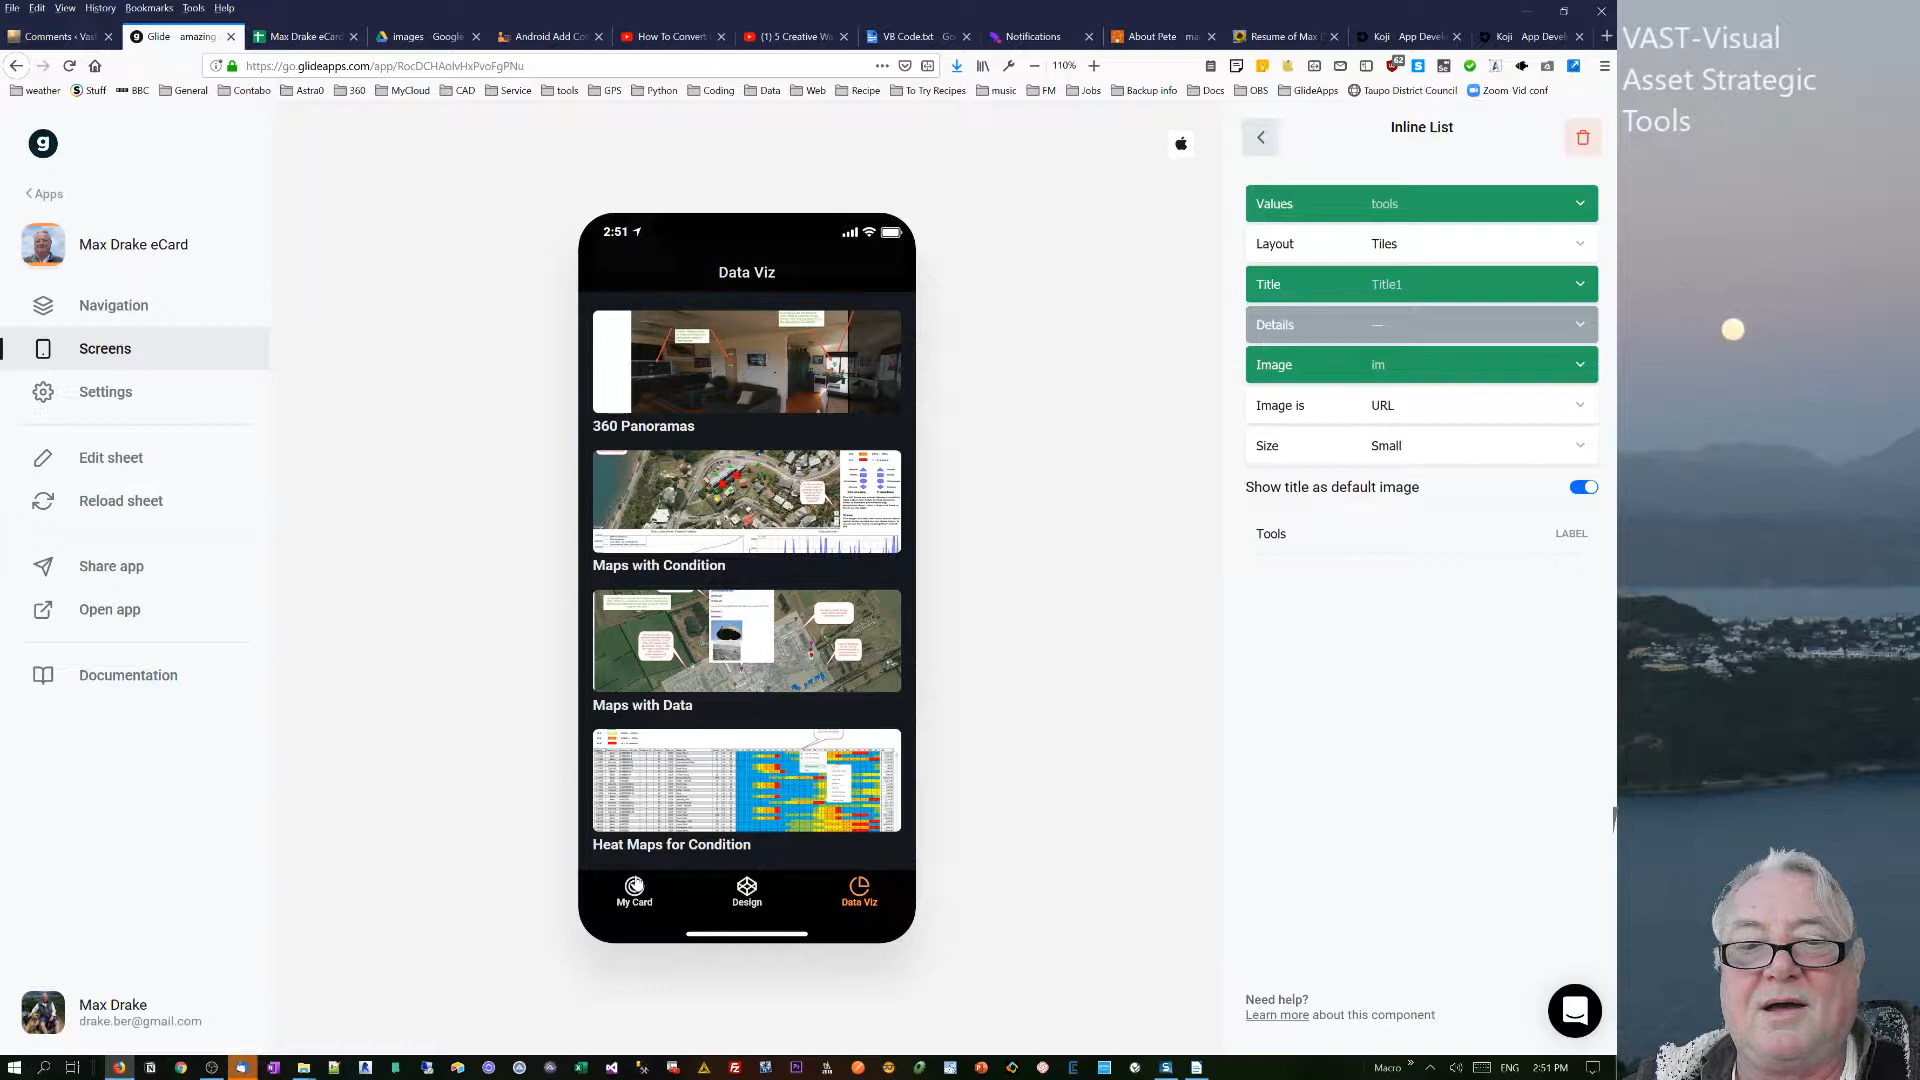 File Edit View History Bookmarks Tools Help
Comments ‹ Vas
Glide - amazing
Max Drake eCard
images - Google
Android Add Co
How To Convert
(1) 5 Creative Wa
VB Code.txt - Go
Notifications
About Pete
Resume of Max D
Koji - App Devel
Koji - App Devel
https://go.glideapps.com/app/RocDCHAolvHxPvoFgPNu
110%
62
weather Stuff BBC General Contabo Astra0 360 MyCloud CAD Service tools GPS Python Coding Data Web Recipe To Try Recipes music FM Jobs Backup info Docs OBS GlideApps Taupo District Council Zoom Vid conf
g
Apps
Max Drake eCard
Navigation
Screens
Settings
Edit sheet
Reload sheet
Share app
Open app
Documentation
Max Drake
drake.ber@gmail.com
2:51
Data Viz
360 Panoramas
Maps with Condition
Maps with Data
Heat Maps for Condition
My Card Design Data Viz
Inline List
Values tools
Layout Tiles
Title Title1
Details —
Image im
Image is URL
Size Small
Show title as default image
Tools LABEL
Need help?
Learn more about this component
VAST-Visual
Asset Strategic
Tools
Macro ENG 2:51 PM